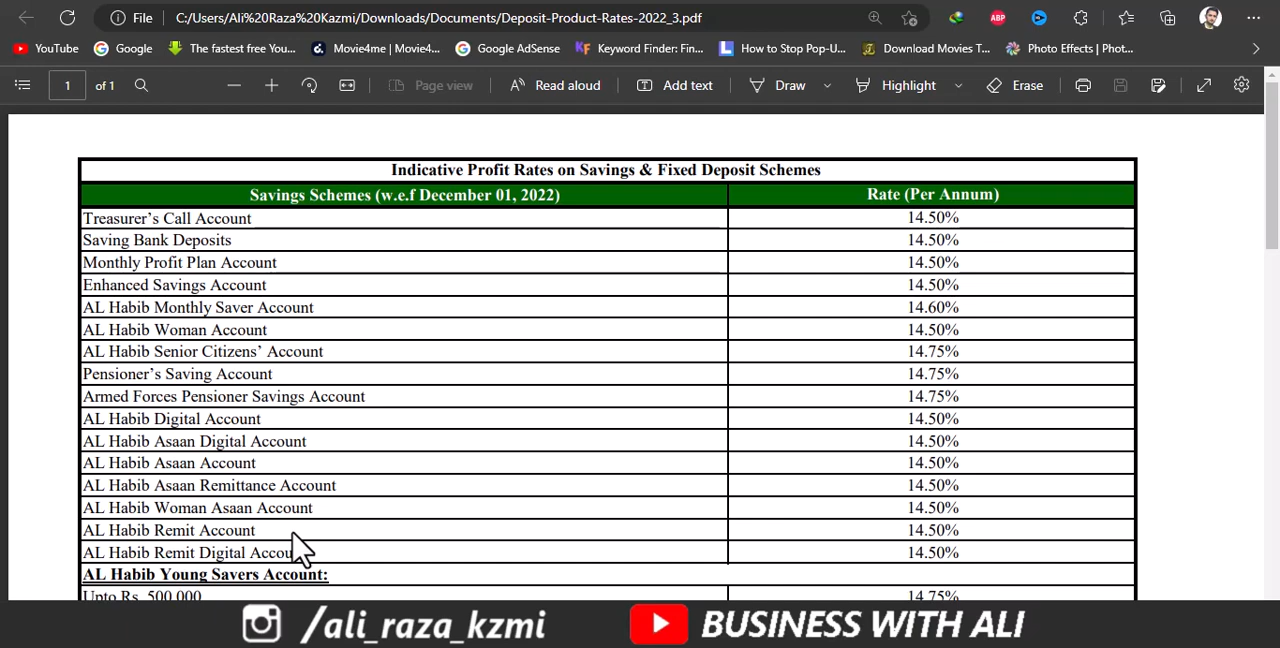 File C:/Users/Ali%20Raza%20Kazmi/Downloads/Documents/Deposit-Product-Rates-2022_3.pdf ABP
YouTube Google The fastest free You... Movie4me | Movie4... Google AdSense KF Keyword Finder: Fin... L How to Stop Pop-U... Download Movies T... Photo Effects | Phot...
1 of 1 Page view Read aloud Add text Draw Highlight Erase
Indicative Profit Rates on Savings & Fixed Deposit Schemes
Savings Schemes (w.e.f December 01, 2022) Rate (Per Annum)
Treasurer's Call Account 14.50%
Saving Bank Deposits 14.50%
Monthly Profit Plan Account 14.50%
Enhanced Savings Account 14.50%
AL Habib Monthly Saver Account 14.60%
AL Habib Woman Account 14.50%
AL Habib Senior Citizens' Account 14.75%
Pensioner's Saving Account 14.75%
Armed Forces Pensioner Savings Account 14.75%
AL Habib Digital Account 14.50%
AL Habib Asaan Digital Account 14.50%
AL Habib Asaan Account 14.50%
AL Habib Asaan Remittance Account 14.50%
AL Habib Woman Asaan Account 14.50%
AL Habib Remit Account 14.50%
AL Habib Remit Digital Accou 14.50%
AL Habib Young Savers Account:
Upto Rs. 500,000 14.75%
/ali_raza_kzmi BUSINESS WITH ALI